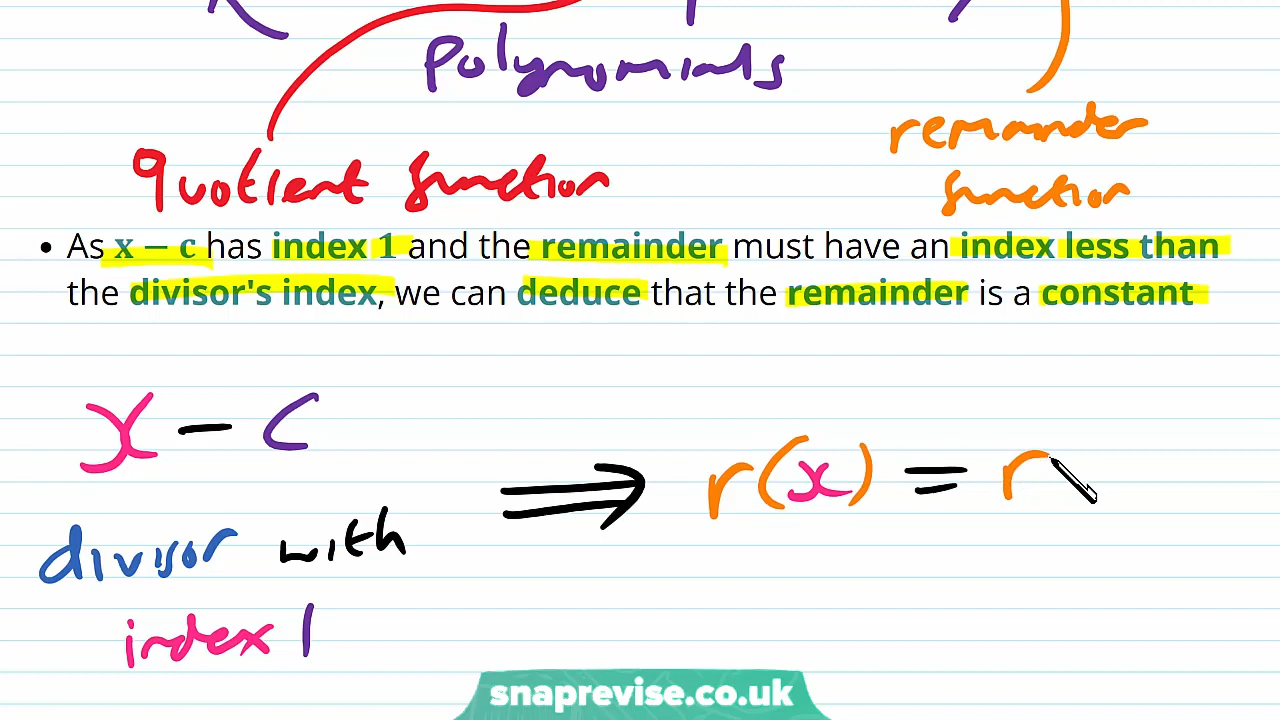 Polynomials
remainder
quotient function
function
• As x − c has index 1 and the remainder must have an index less than
the divisor's index, we can deduce that the remainder is a constant
x − c
⟹ r(x) = r
divisor with
index 1
snaprevise.co.uk